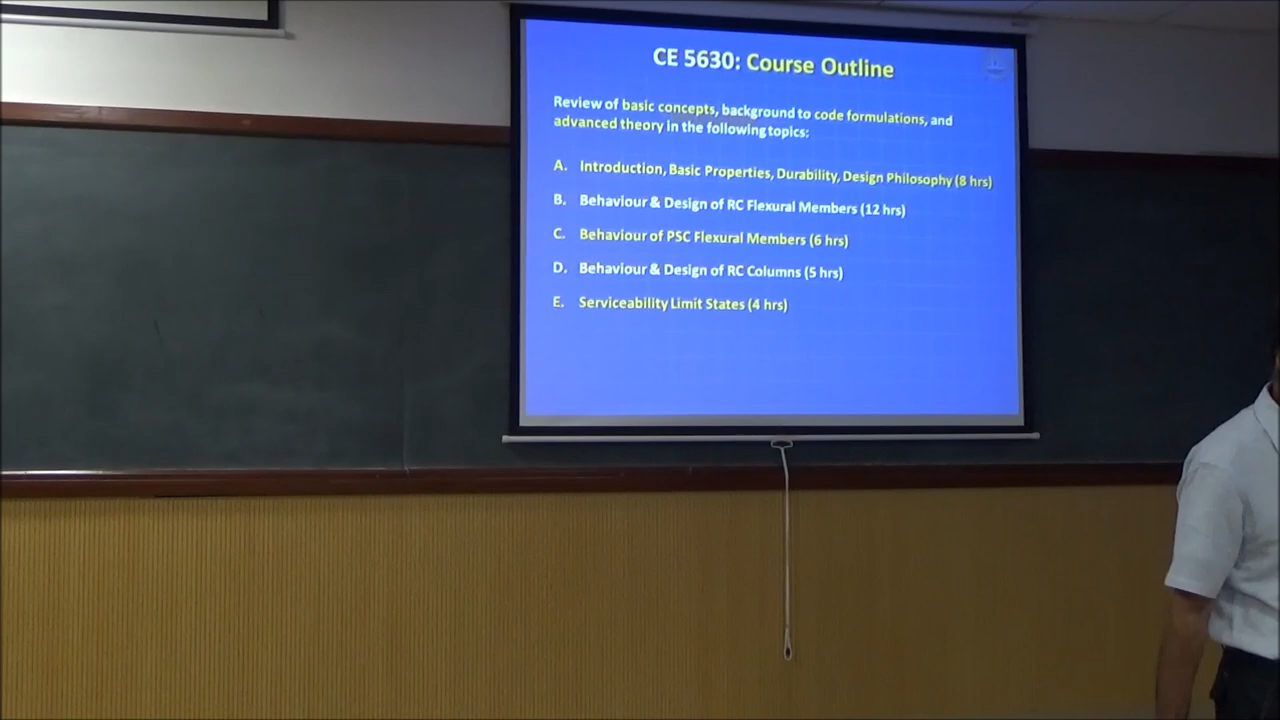 CE 5630: Course Outline
Review of basic concepts, background to code formulations, and
advanced theory in the following topics:
A. Introduction, Basic Properties, Durability, Design Philosophy (8 hrs)
B. Behaviour & Design of RC Flexural Members (12 hrs)
C. Behaviour of PSC Flexural Members (6 hrs)
D. Behaviour & Design of RC Columns (5 hrs)
E. Serviceability Limit States (4 hrs)